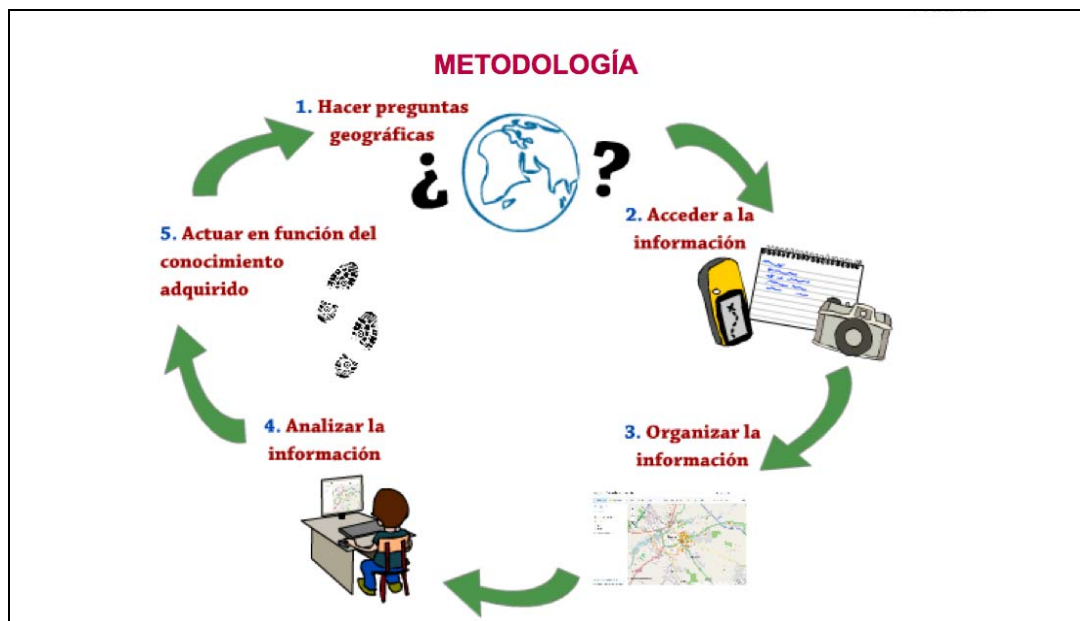 METODOLOGÍA
1. Hacer preguntas
geográficas
¿ ?
2. Acceder a la
información
3. Organizar la
información
4. Analizar la
información
5. Actuar en función del
conocimiento
adquirido